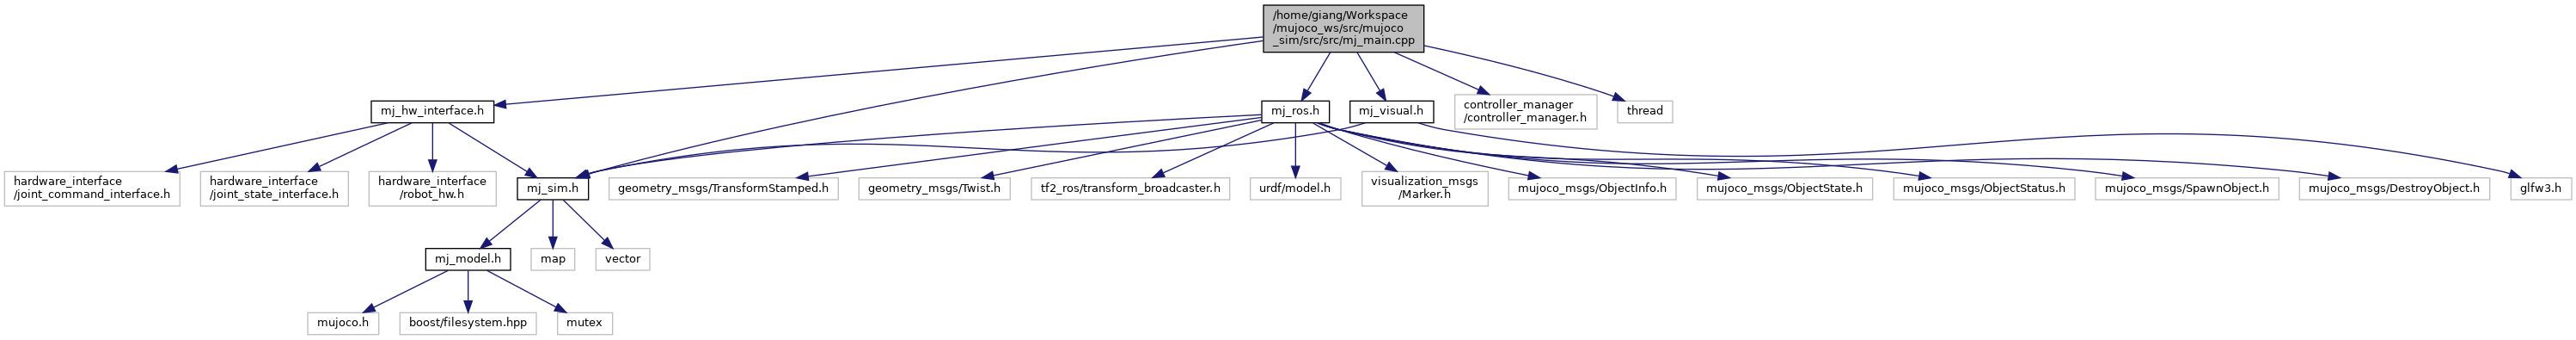 /home/giang/Workspace
/mujoco_ws/src/mujoco
_sim/src/src/mj_main.cpp
mj_hw_interface.h
mj_ros.h
mj_visual.h
controller_manager
/controller_manager.h
thread
hardware_interface
/joint_command_interface.h
hardware_interface
/joint_state_interface.h
hardware_interface
/robot_hw.h
mj_sim.h
geometry_msgs/TransformStamped.h
geometry_msgs/Twist.h
tf2_ros/transform_broadcaster.h
urdf/model.h
visualization_msgs
/Marker.h
mujoco_msgs/ObjectInfo.h
mujoco_msgs/ObjectState.h
mujoco_msgs/ObjectStatus.h
mujoco_msgs/SpawnObject.h
mujoco_msgs/DestroyObject.h
glfw3.h
mj_model.h
map
vector
mujoco.h
boost/filesystem.hpp
mutex